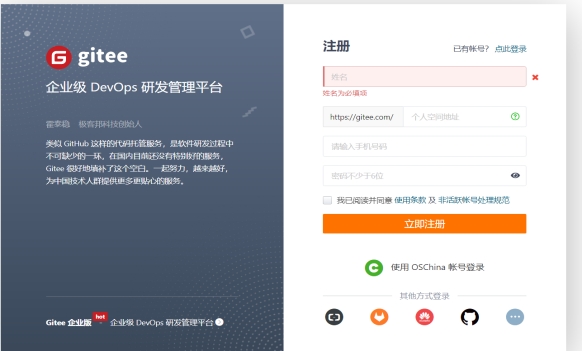 gitee
企业级 DevOps 研发管理平台
霍泰稳 极客邦科技创始人
类似 GitHub 这样的代码托管服务，是软件研发过程中
不可缺少的一环。在国内目前还没有特别好的服务，
Gitee 很好地填补了这个空白。一起努力，越来越好，
为中国技术人群提供更多更贴心的服务。
Gitee 企业版 hot - 企业级 DevOps 研发管理平台
注册
已有帐号？ 点此登录
姓名
姓名为必填项
https://gitee.com/ 个人空间地址
请输入手机号码
密码不少于6位
我已阅读并同意 使用条款 及 非活跃帐号处理规范
立即注册
使用 OSChina 帐号登录
其他方式登录